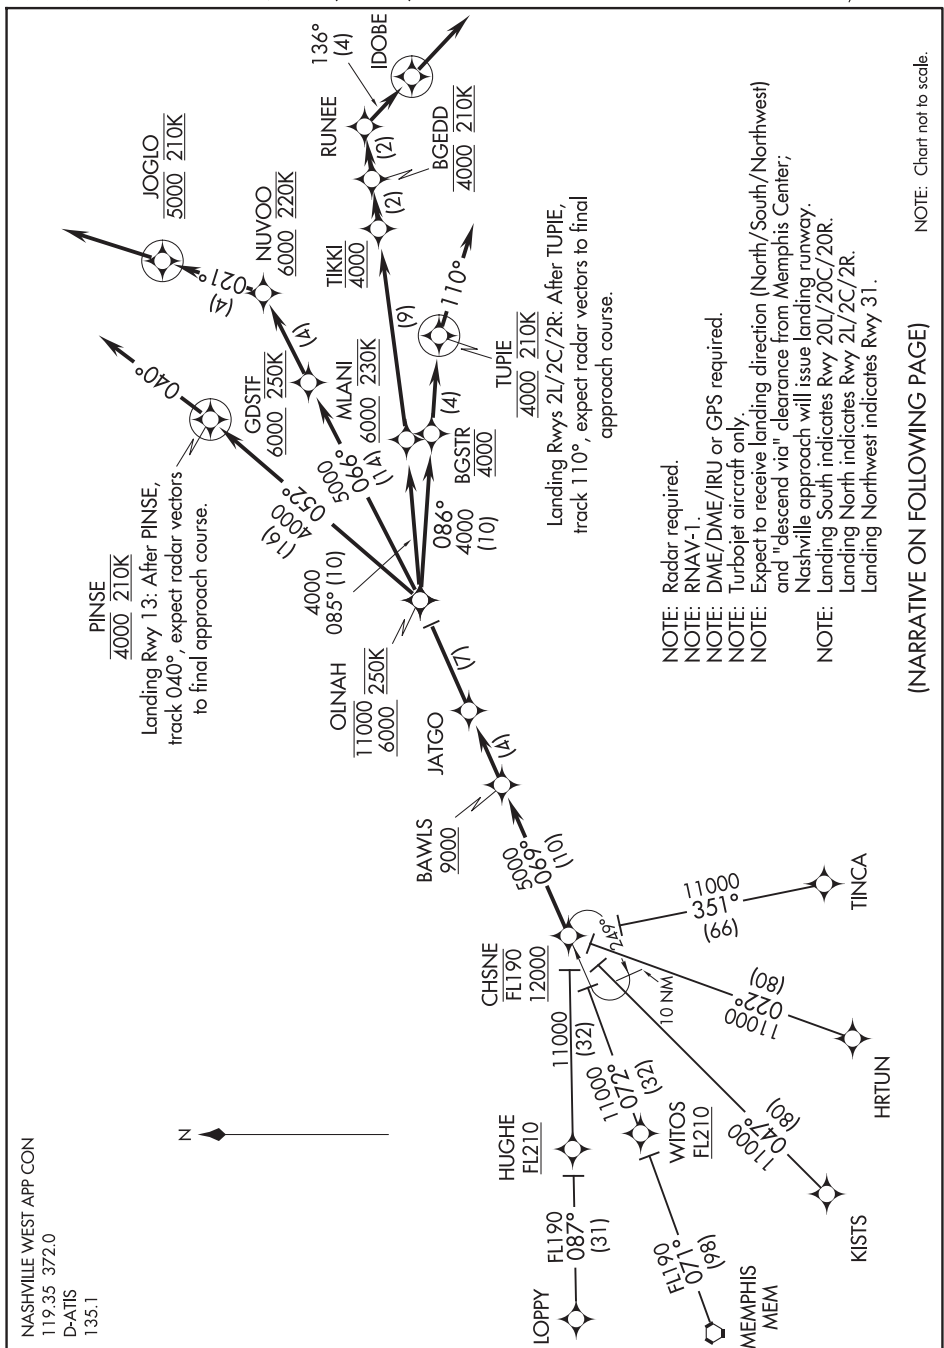 NASHVILLE WEST APP CON
119.35 372.0
D-ATIS
135.1
N
LOPPY
FL190
087°
(31)
HUGHE
FL210
11000
(32)
MEMPHIS
MEM
FL190
071°
(98)
WITOS
FL210
11000
072°
(32)
KISTS
11000
047°
(80)
HRTUN
11000
022°
(80)
TINCA
11000
351°
(66)
10 NM
249°
CHSNE
FL190
12000
5000
069°
(10)
BAWLS
9000
(4)
JATGO
(7)
OLNAH
11000 250K
6000
PINSE
4000 210K
Landing Rwy 13: After PINSE,
track 040°, expect radar vectors
to final approach course.
4000
052°
(16)
040°
5000
066°
(14)
GDSTF
6000 250K
MLANI
6000 230K
(4)
NUVOO
6000 220K
021°
(4)
JOGLO
5000 210K
4000
085° (10)
(9)
TIKKI
4000
(2)
BGEDD
4000 210K
(2)
RUNEE
136°
(4)
IDOBE
086°
4000
(10)
BGSTR
4000
(4)
TUPIE
4000 210K
110°
Landing Rwys 2L/2C/2R: After TUPIE,
track 110°, expect radar vectors to final
approach course.
NOTE: Radar required.
NOTE: RNAV-1.
NOTE: DME/DME/IRU or GPS required.
NOTE: Turbojet aircraft only.
NOTE: Expect to receive landing direction (North/South/Northwest)
and "descend via" clearance from Memphis Center;
Nashville approach will issue landing runway.
NOTE: Landing South indicates Rwy 20L/20C/20R.
Landing North indicates Rwy 2L/2C/2R.
Landing Northwest indicates Rwy 31.
NOTE: Chart not to scale.
(NARRATIVE ON FOLLOWING PAGE)